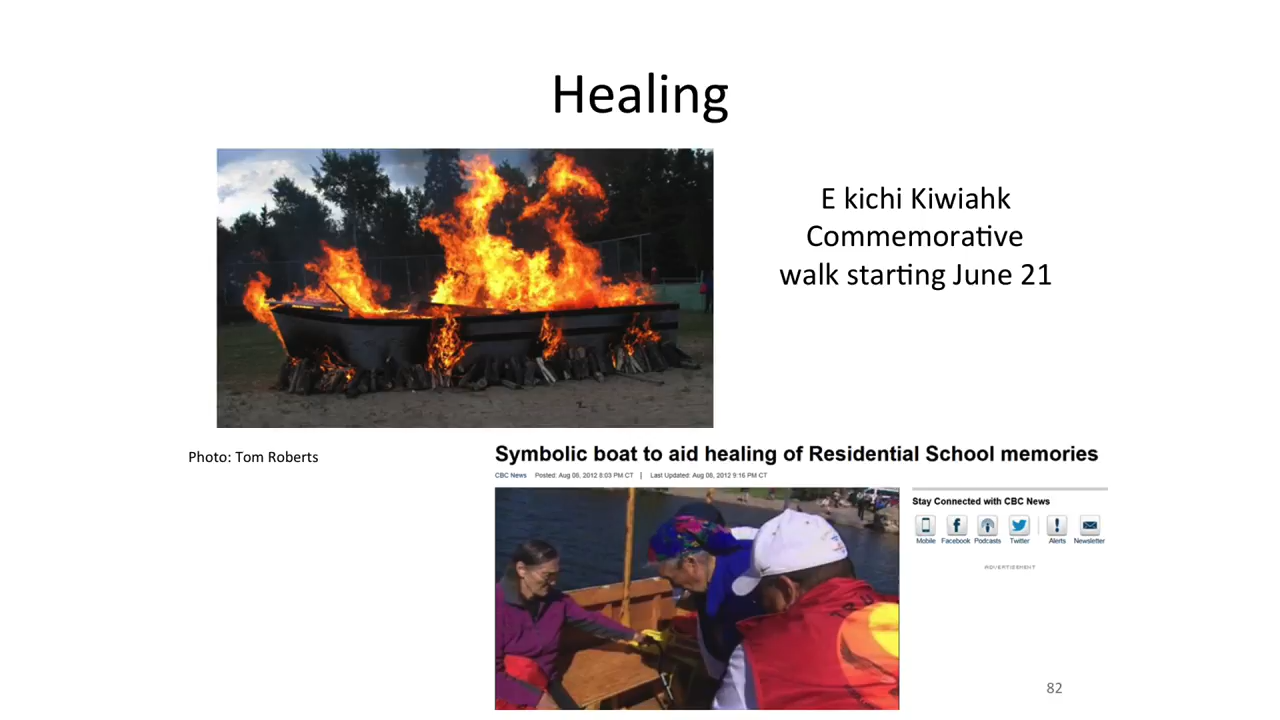 Healing
E kichi Kiwiahk
Commemorative
walk starting June 21
Photo: Tom Roberts
Symbolic boat to aid healing of Residential School memories
CBC News Posted: Aug 08, 2012 8:03 PM CT | Last Updated: Aug 08, 2012 9:16 PM CT
Stay Connected with CBC News
Mobile Facebook Podcasts Twitter Alerts Newsletter
ADVERTISEMENT
82